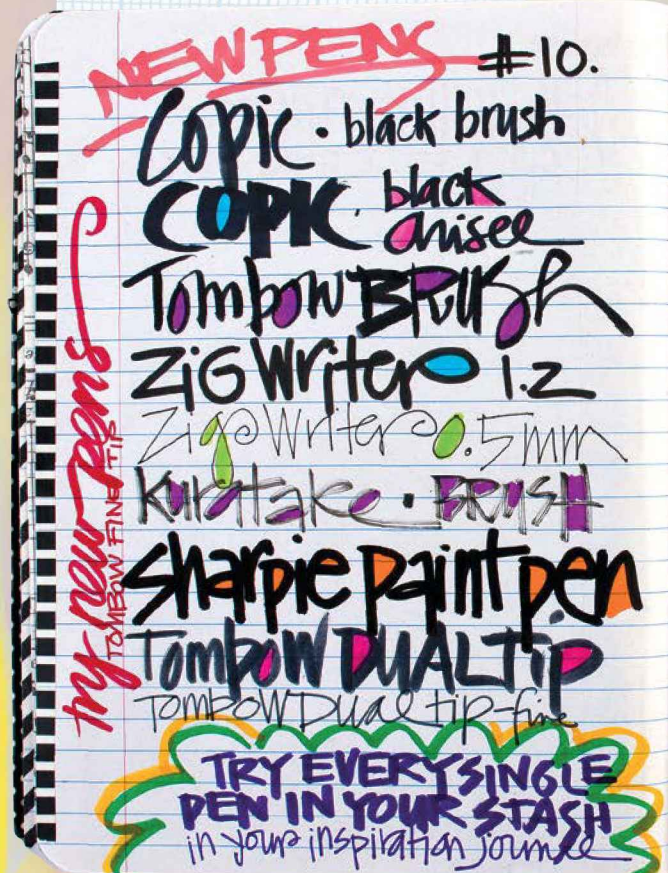 NEW PENS #10.
Copic · black brush
COPIC · black
chisel
Tombow BRUSh
ZiG Writer 1.2
Zig Writer 0.5mm
Kuretake · BRUSH
Sharpie paint pen
TOMBOW DUAL TiP
TOMBOW Dual tip-fine
TRY EVERY SINGLE
PEN IN YOUR STASH
in your inspiration journal
try new pens
TOMBOW FINE TIP